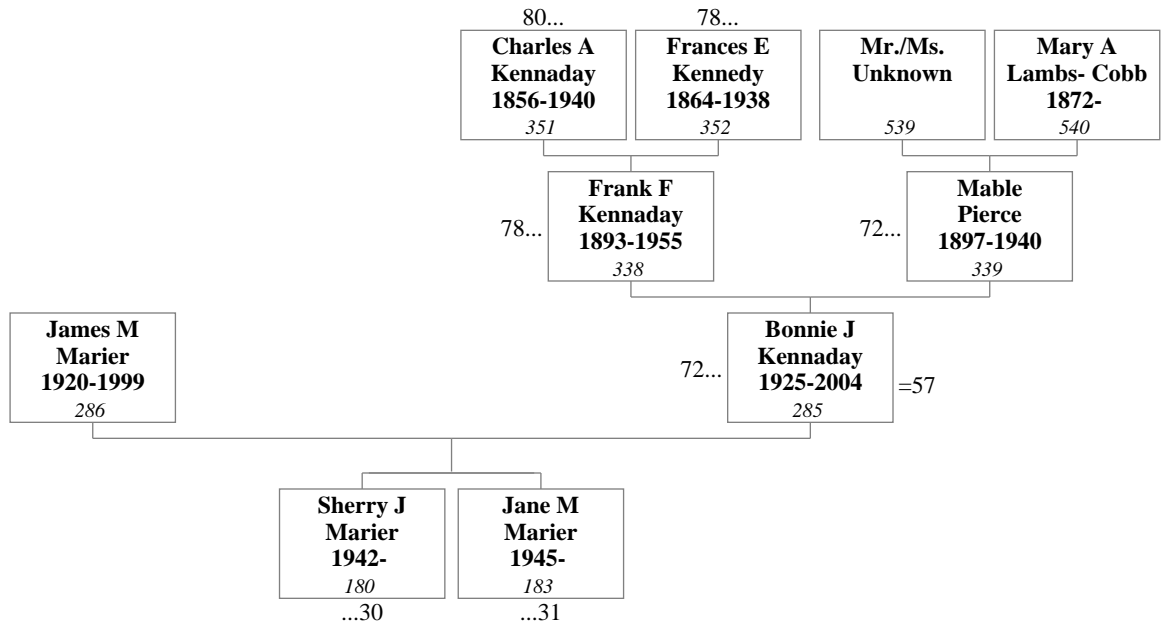 80...
78...
Charles A
Kennaday
1856-1940
351
Frances E
Kennedy
1864-1938
352
Mr./Ms.
Unknown
539
Mary A
Lambs- Cobb
1872-
540
78...
Frank F
Kennaday
1893-1955
338
72...
Mable
Pierce
1897-1940
339
James M
Marier
1920-1999
286
72...
Bonnie J
Kennaday
1925-2004
285
=57
Sherry J
Marier
1942-
180
...30
Jane M
Marier
1945-
183
...31